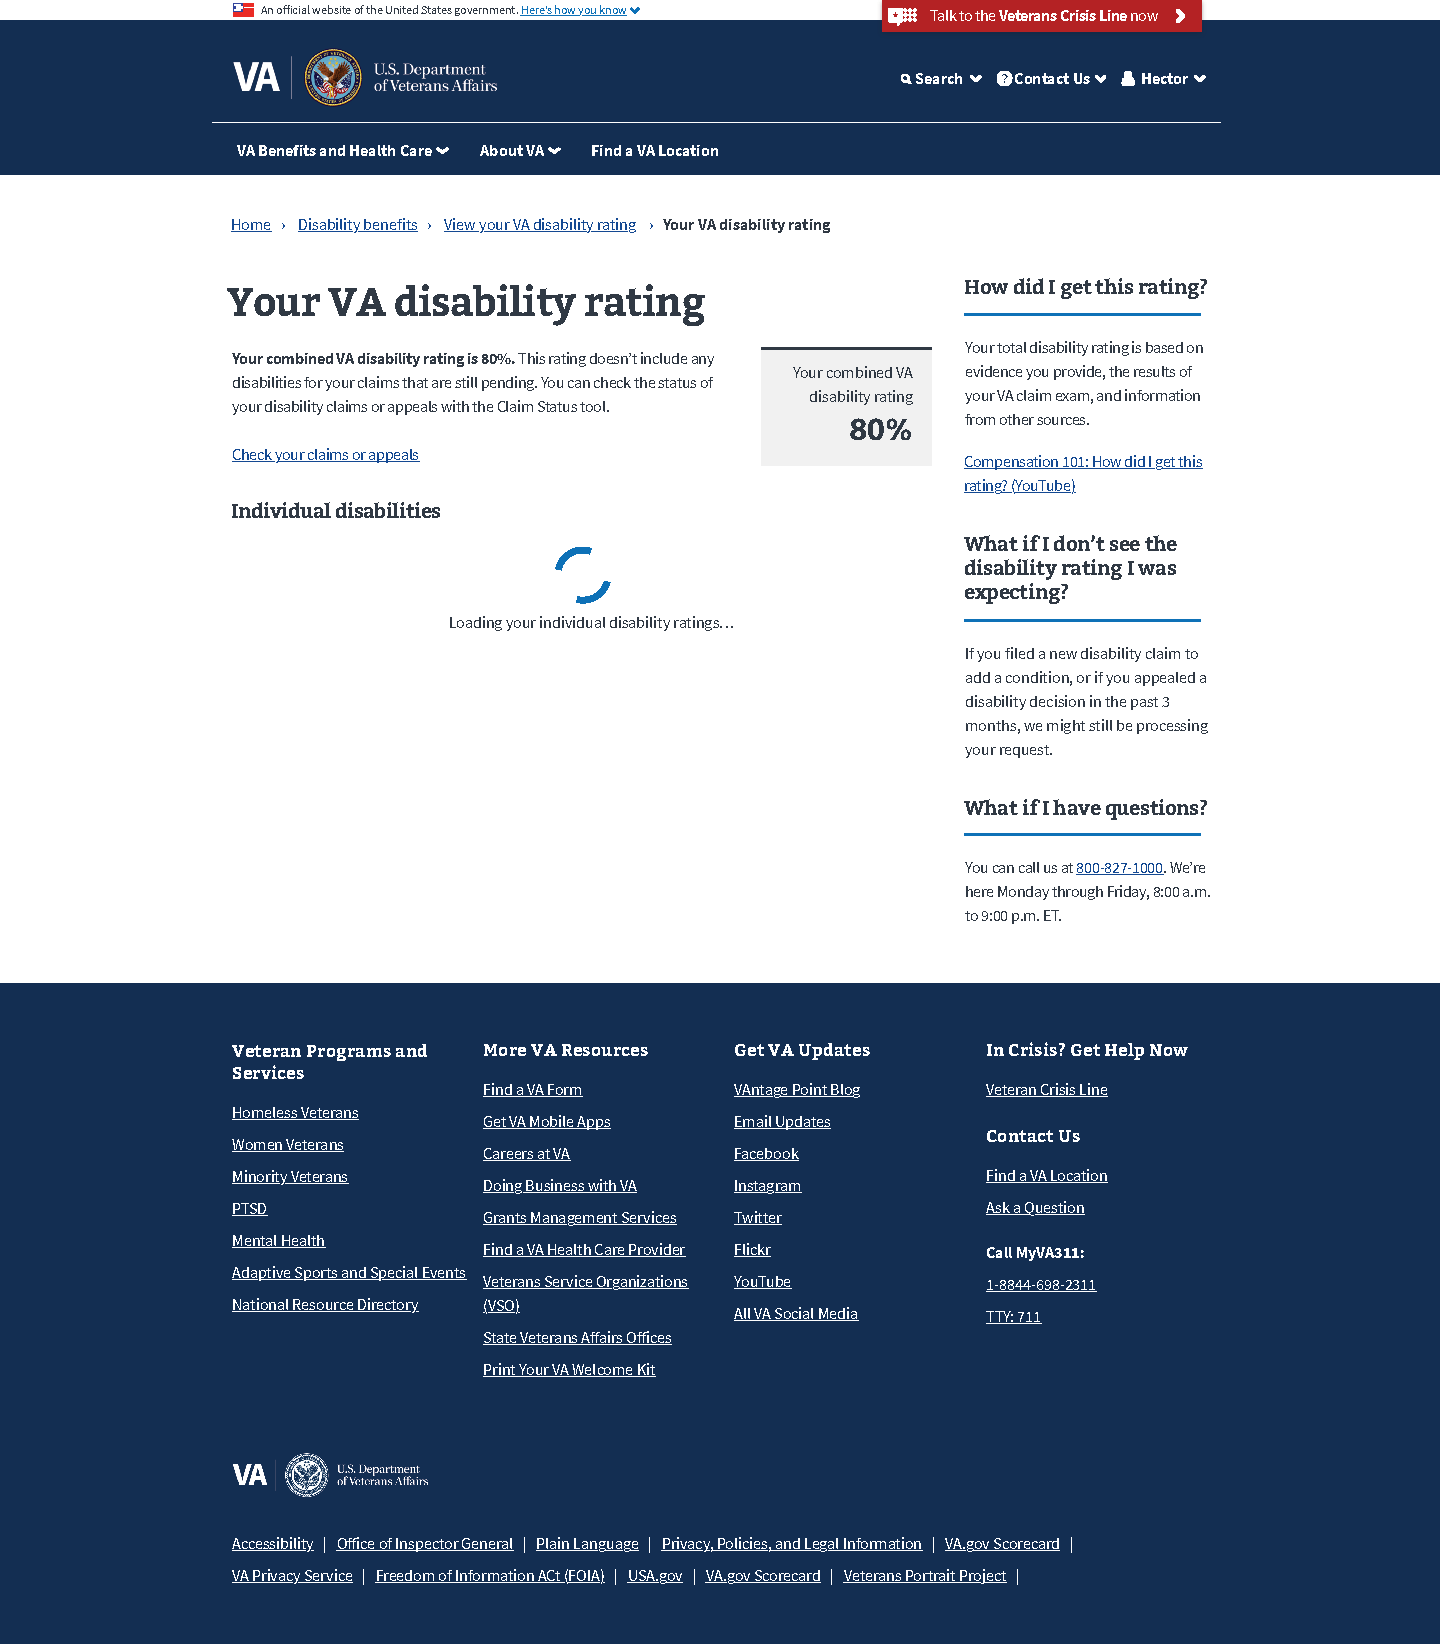 An official website of the United States government. Here's how you know
Talk to the Veterans Crisis Line now
VA
U.S. Department
of Veterans Affairs
Search
Contact Us
Hector
VA Benefits and Health Care
About VA
Find a VA Location
Home › Disability benefits › View your VA disability rating › Your VA disability rating
Your VA disability rating
Your combined VA disability rating is 80%. This rating doesn't include any
disabilities for your claims that are still pending. You can check the status of
your disability claims or appeals with the Claim Status tool.
Check your claims or appeals
Your combined VA
disability rating
80%
Individual disabilities
Loading your individual disability ratings…
How did I get this rating?
Your total disability rating is based on
evidence you provide, the results of
your VA claim exam, and information
from other sources.
Compensation 101: How did I get this
rating? (YouTube)
What if I don't see the
disability rating I was
expecting?
If you filed a new disability claim to
add a condition, or if you appealed a
disability decision in the past 3
months, we might still be processing
your request.
What if I have questions?
You can call us at 800-827-1000. We're
here Monday through Friday, 8:00 a.m.
to 9:00 p.m. ET.
Veteran Programs and
Services
Homeless Veterans
Women Veterans
Minority Veterans
PTSD
Mental Health
Adaptive Sports and Special Events
National Resource Directory
More VA Resources
Find a VA Form
Get VA Mobile Apps
Careers at VA
Doing Business with VA
Grants Management Services
Find a VA Health Care Provider
Veterans Service Organizations
(VSO)
State Veterans Affairs Offices
Print Your VA Welcome Kit
Get VA Updates
VAntage Point Blog
Email Updates
Facebook
Instagram
Twitter
Flickr
YouTube
All VA Social Media
In Crisis? Get Help Now
Veteran Crisis Line
Contact Us
Find a VA Location
Ask a Question
Call MyVA311:
1-8844-698-2311
TTY: 711
VA
U.S. Department
of Veterans Affairs
Accessibility | Office of Inspector General | Plain Language | Privacy, Policies, and Legal Information | VA.gov Scorecard |
VA Privacy Service | Freedom of Information ACt (FOIA) | USA.gov | VA.gov Scorecard | Veterans Portrait Project |